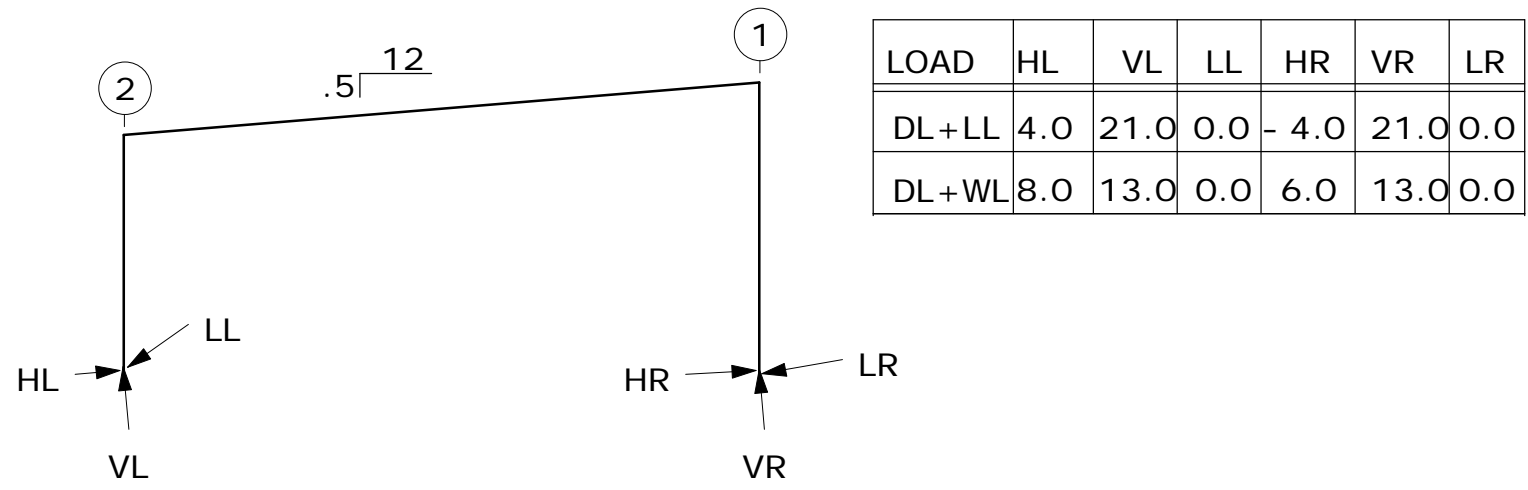 1
12
.5
2
LOAD HL VL LL HR VR LR
DL+LL 4.0 21.0 0.0 - 4.0 21.0 0.0
DL+WL 8.0 13.0 0.0 6.0 13.0 0.0
LL
HL
HR
LR
VL
VR